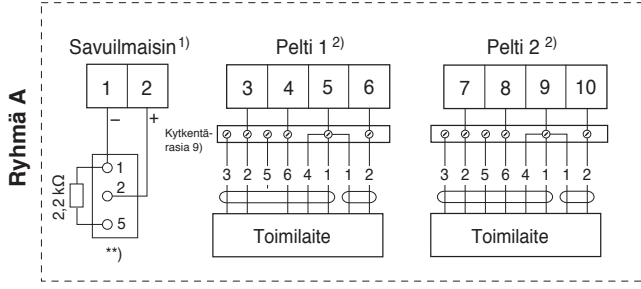 Ryhmä A
Savuilmaisin 1)
Pelti 1 2)
Pelti 2 2)
1 2
3 4 5 6
7 8 9 10
– +
Kytkentä-
rasia 9)
1
2
5
2,2 kΩ
**)
3 2 5 6 4 1 1 2
3 2 5 6 4 1 1 2
Toimilaite
Toimilaite